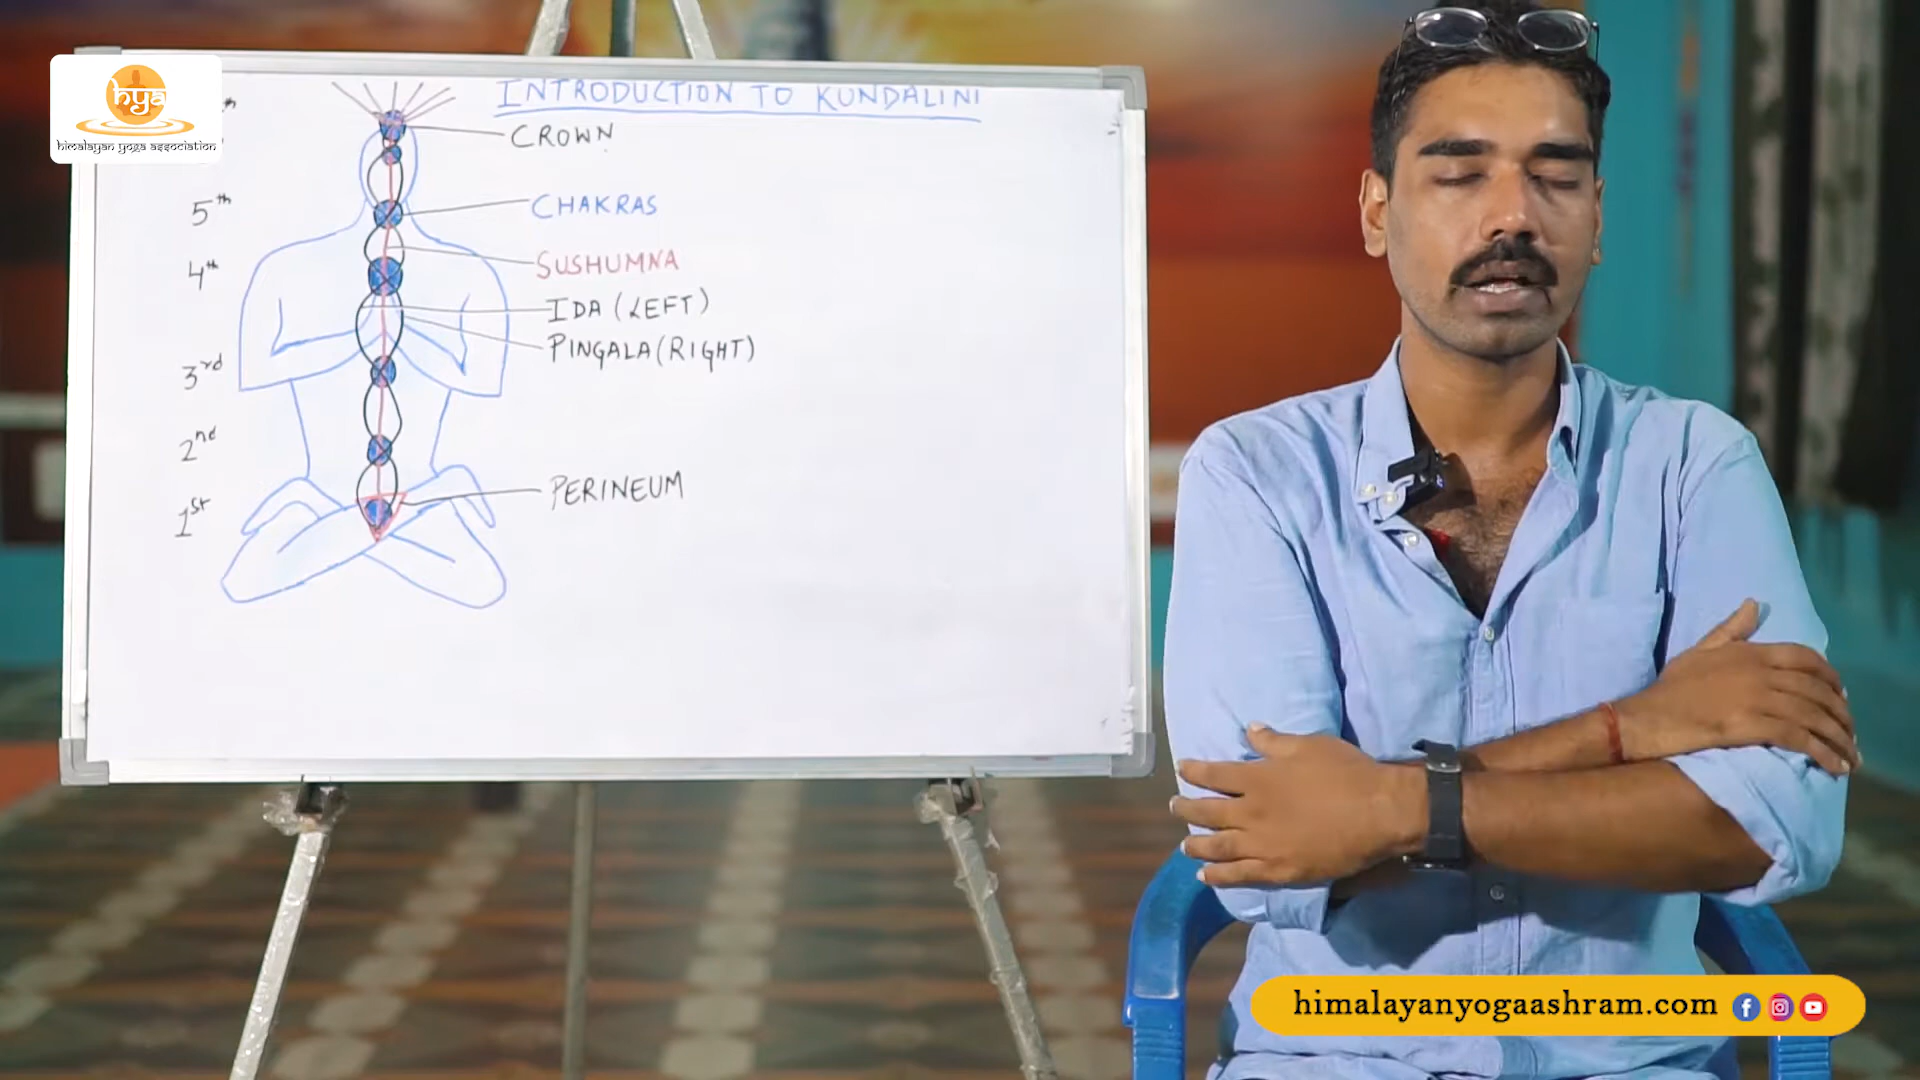 hya
himalayan yoga association
INTRODUCTION TO KUNDALINI
CROWN
CHAKRAS
SUSHUMNA
IDA (LEFT)
PINGALA (RIGHT)
PERINEUM
5th
4th
3rd
2nd
1st
himalayanyogaashram.com